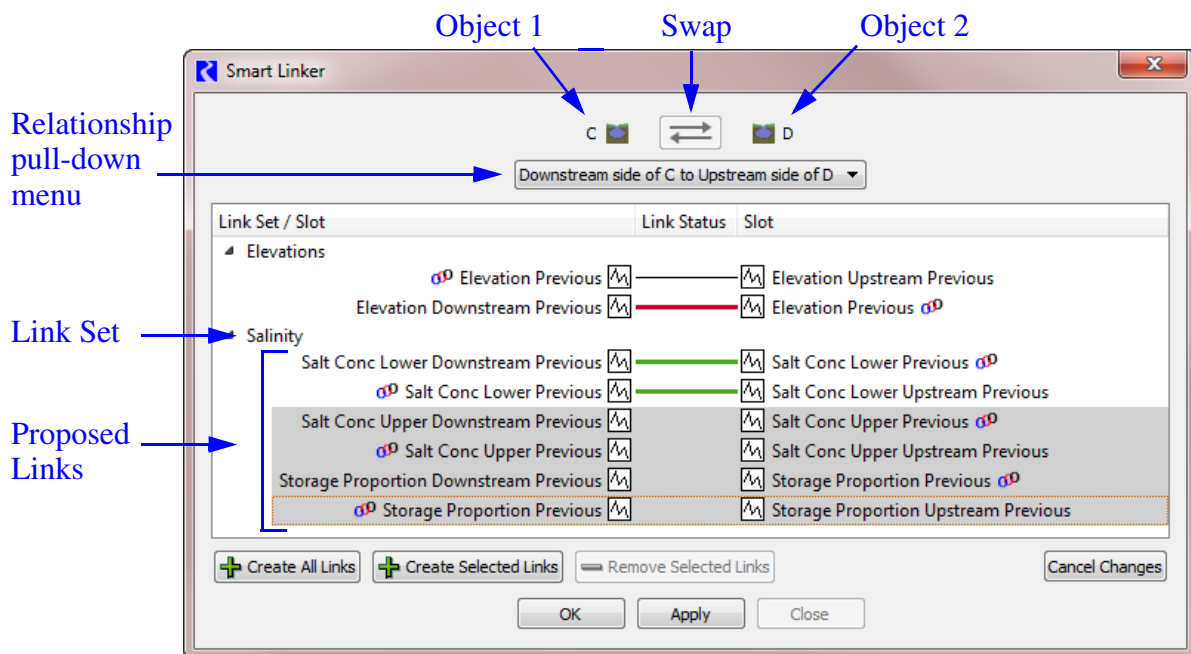 Object 1 Swap Object 2
Smart Linker
C D
Relationship
pull-down
menu
Downstream side of C to Upstream side of D
Link Set / Slot Link Status Slot
Elevations
Elevation Previous Elevation Upstream Previous
Elevation Downstream Previous Elevation Previous
Link Set
Salinity
Salt Conc Lower Downstream Previous Salt Conc Lower Previous
Salt Conc Lower Previous Salt Conc Lower Upstream Previous
Proposed
Links
Salt Conc Upper Downstream Previous Salt Conc Upper Previous
Salt Conc Upper Previous Salt Conc Upper Upstream Previous
Storage Proportion Downstream Previous Storage Proportion Previous
Storage Proportion Previous Storage Proportion Upstream Previous
Create All Links Create Selected Links Remove Selected Links Cancel Changes
OK Apply Close